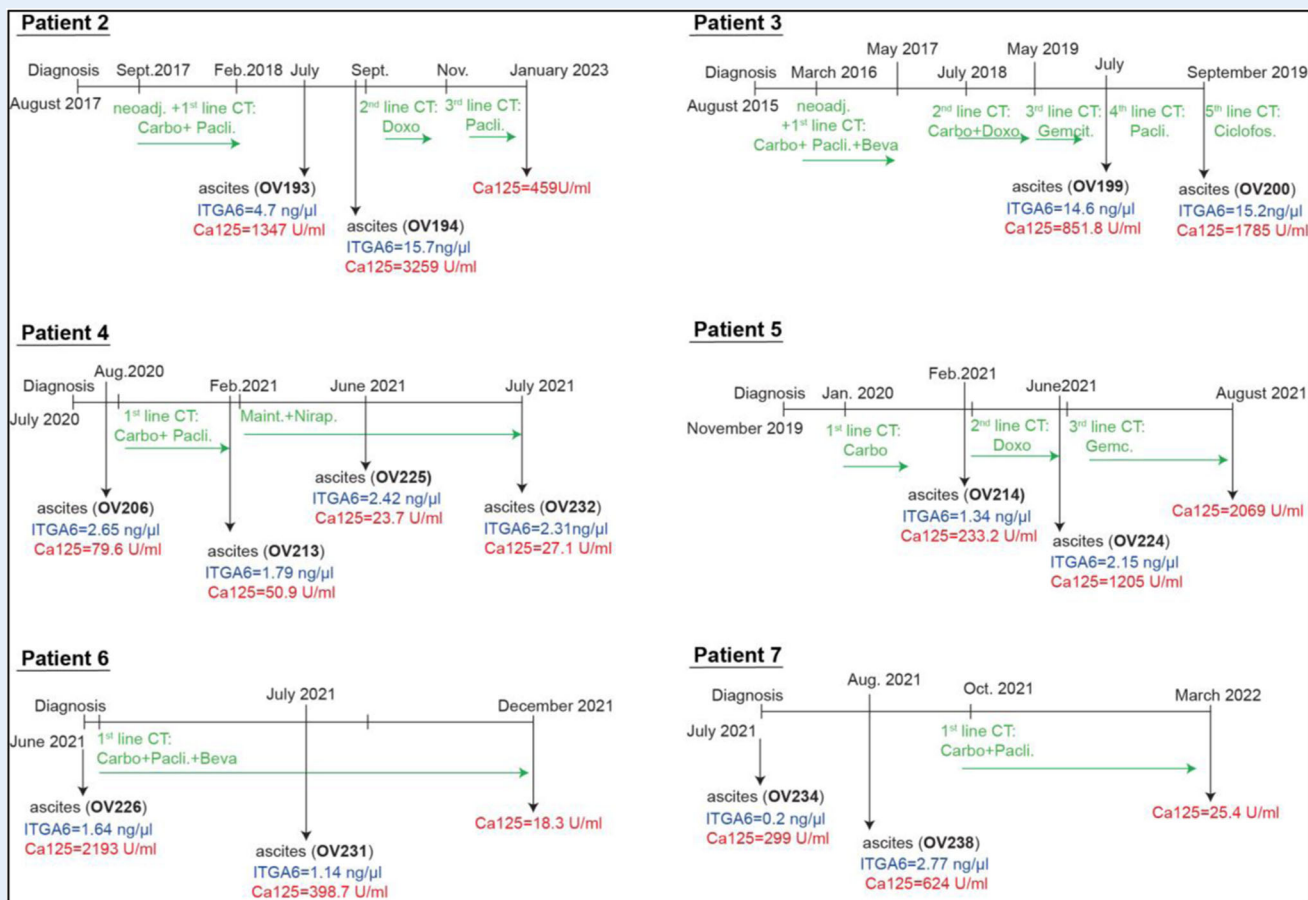 Patient 2
Diagnosis
August 2017
Sept.2017
Feb.2018
July
Sept.
Nov.
January 2023
neoadj. +1st line CT:
Carbo+ Pacli.
2nd line CT:
Doxo
3rd line CT:
Pacli.
ascites (OV193)
ITGA6=4.7 ng/µl
Ca125=1347 U/ml
ascites (OV194)
ITGA6=15.7ng/µl
Ca125=3259 U/ml
Ca125=459U/ml
Patient 3
Diagnosis
August 2015
March 2016
May 2017
July 2018
May 2019
July
September 2019
neoadj.
+1st line CT:
Carbo+ Pacli.+Beva
2nd line CT:
Carbo+Doxo
3rd line CT:
Gemcit.
4th line CT:
Pacli.
5th line CT:
Ciclofos.
ascites (OV199)
ITGA6=14.6 ng/µl
Ca125=851.8 U/ml
ascites (OV200)
ITGA6=15.2ng/µl
Ca125=1785 U/ml
Patient 4
Diagnosis
July 2020
Aug.2020
Feb.2021
June 2021
July 2021
1st line CT:
Carbo+ Pacli.
Maint.+Nirap.
ascites (OV206)
ITGA6=2.65 ng/µl
Ca125=79.6 U/ml
ascites (OV213)
ITGA6=1.79 ng/µl
Ca125=50.9 U/ml
ascites (OV225)
ITGA6=2.42 ng/µl
Ca125=23.7 U/ml
ascites (OV232)
ITGA6=2.31ng/µl
Ca125=27.1 U/ml
Patient 5
Diagnosis
November 2019
Jan. 2020
Feb.2021
June2021
August 2021
1st line CT:
Carbo
2nd line CT:
Doxo
3rd line CT:
Gemc.
ascites (OV214)
ITGA6=1.34 ng/µl
Ca125=233.2 U/ml
ascites (OV224)
ITGA6=2.15 ng/µl
Ca125=1205 U/ml
Ca125=2069 U/ml
Patient 6
Diagnosis
June 2021
July 2021
December 2021
1st line CT:
Carbo+Pacli.+Beva
ascites (OV226)
ITGA6=1.64 ng/µl
Ca125=2193 U/ml
ascites (OV231)
ITGA6=1.14 ng/µl
Ca125=398.7 U/ml
Ca125=18.3 U/ml
Patient 7
Diagnosis
July 2021
Aug. 2021
Oct. 2021
March 2022
1st line CT:
Carbo+Pacli.
ascites (OV234)
ITGA6=0.2 ng/µl
Ca125=299 U/ml
ascites (OV238)
ITGA6=2.77 ng/µl
Ca125=624 U/ml
Ca125=25.4 U/ml